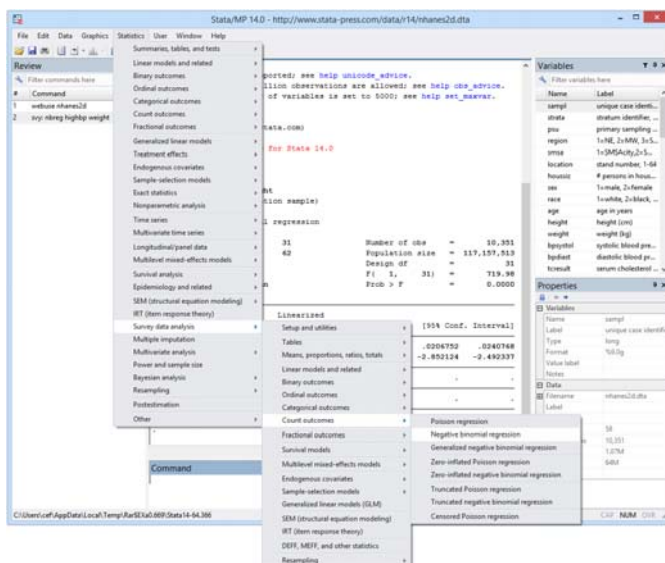 Stata/MP 14.0 - http://www.stata-press.com/data/r14/nhanes2d.dta
File Edit Data Graphics Statistics User Window Help
Review
Filter commands here
# Command
1 webuse nhanes2d
2 svy: nbreg highbp weight
Summaries, tables, and tests
Linear models and related
Binary outcomes
Ordinal outcomes
Categorical outcomes
Count outcomes
Fractional outcomes
Generalized linear models
Treatment effects
Endogenous covariates
Sample-selection models
Exact statistics
Nonparametric analysis
Time series
Multivariate time series
Longitudinal/panel data
Multilevel mixed-effects models
Survival analysis
Epidemiology and related
SEM (structural equation modeling)
IRT (item response theory)
Survey data analysis
Multiple imputation
Multivariate analysis
Power and sample size
Bayesian analysis
Resampling
Postestimation
Other
ported; see help unicode_advice.
llion observations are allowed; see help obs_advice.
of variables is set to 5000; see help set_maxvar.
tata.com)
for Stata 14.0
ht
tion sample)
l regression
31 Number of obs = 10,351
62 Population size = 117,157,513
Design df = 31
F( 1, 31) = 719.98
n Prob > F = 0.0000
Linearized
[95% Conf. Interval]
.0206752 .0240768
-2.852124 -2.492337
Setup and utilities
Tables
Means, proportions, ratios, totals
Linear models and related
Binary outcomes
Ordinal outcomes
Categorical outcomes
Count outcomes
Fractional outcomes
Survival models
Multilevel mixed-effects models
Endogenous covariates
Sample-selection models
Generalized linear models (GLM)
SEM (structural equation modeling)
IRT (item response theory)
DEFF, MEFF, and other statistics
Resampling
Poisson regression
Negative binomial regression
Generalized negative binomial regression
Zero-inflated Poisson regression
Zero-inflated negative binomial regression
Truncated Poisson regression
Truncated negative binomial regression
Censored Poisson regression
Command
Variables
Filter variables here
Name Label
sampl unique case identi...
strata stratum identifier, ...
psu primary sampling ...
region 1=NE, 2=MW, 3=S...
smsa 1=SMSAcity,2=S...
location stand number, 1-64
houssiz # persons in hous...
sex 1=male, 2=female
race 1=white, 2=black, ...
age age in years
height height (cm)
weight weight (kg)
bpsystol systolic blood pre...
bpdiast diastolic blood pr...
tcresult serum cholesterol ...
Properties
Variables
Name sampl
Label unique case identifi
Type long
Format %9.0g
Value label
Notes
Data
Filename nhanes2d.dta
Label
58
10,351
1.07M
64M
C:\Users\cef\AppData\Local\Temp\RarSEXa0.669\Stata14-64.366
CAP NUM OVR